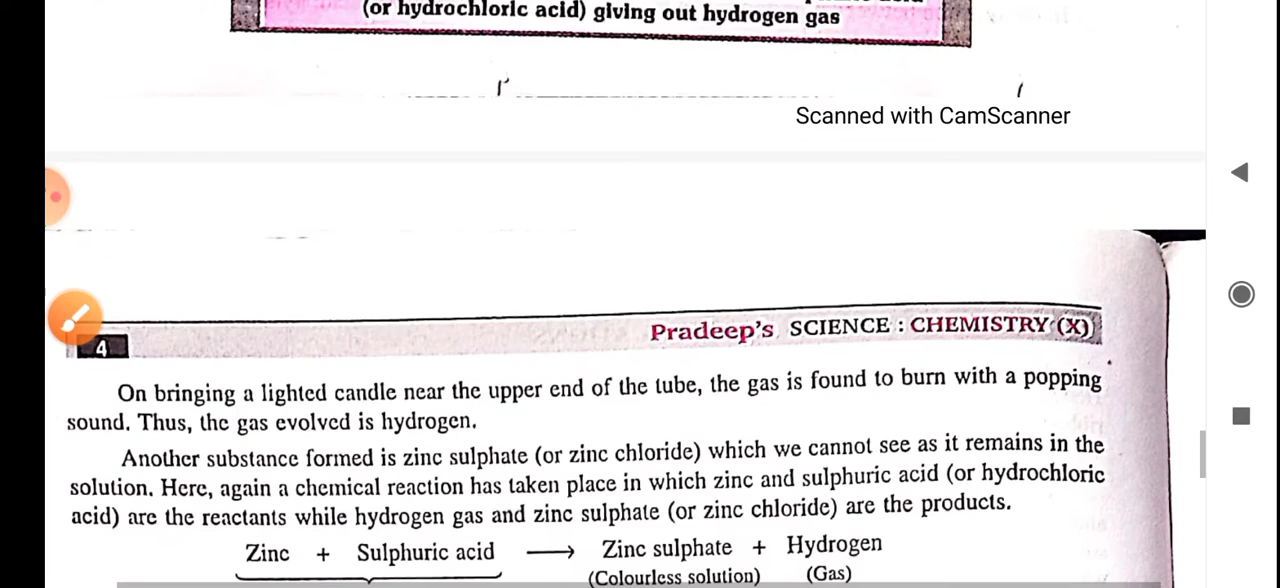 (or hydrochloric acid) giving out hydrogen gas
Scanned with CamScanner
4
Pradeep's SCIENCE : CHEMISTRY (X)
On bringing a lighted candle near the upper end of the tube, the gas is found to burn with a popping
sound. Thus, the gas evolved is hydrogen.
Another substance formed is zinc sulphate (or zinc chloride) which we cannot see as it remains in the
solution. Here, again a chemical reaction has taken place in which zinc and sulphuric acid (or hydrochloric
acid) are the reactants while hydrogen gas and zinc sulphate (or zinc chloride) are the products.
Zinc + Sulphuric acid ⟶ Zinc sulphate + Hydrogen
(Colourless solution) (Gas)